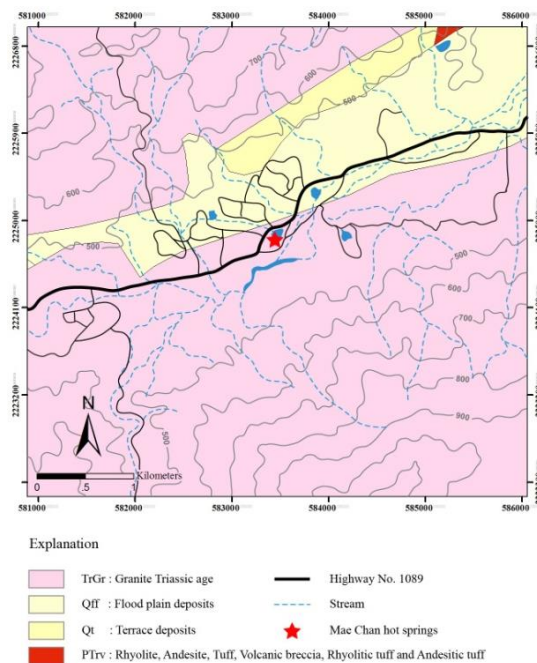 581000 582000 583000 584000 585000 586000
2226800
2225900
2225000
2224100
2223200
700
600
500
600
500
500
600
700
800
900
500
N
Kilometers
0 .5 1
581000 582000 583000 584000 585000 586000
Explanation
TrGr : Granite Triassic age
Highway No. 1089
Qff : Flood plain deposits
Stream
Qt : Terrace deposits
Mae Chan hot springs
PTrv : Rhyolite, Andesite, Tuff, Volcanic breccia, Rhyolitic tuff and Andesitic tuff